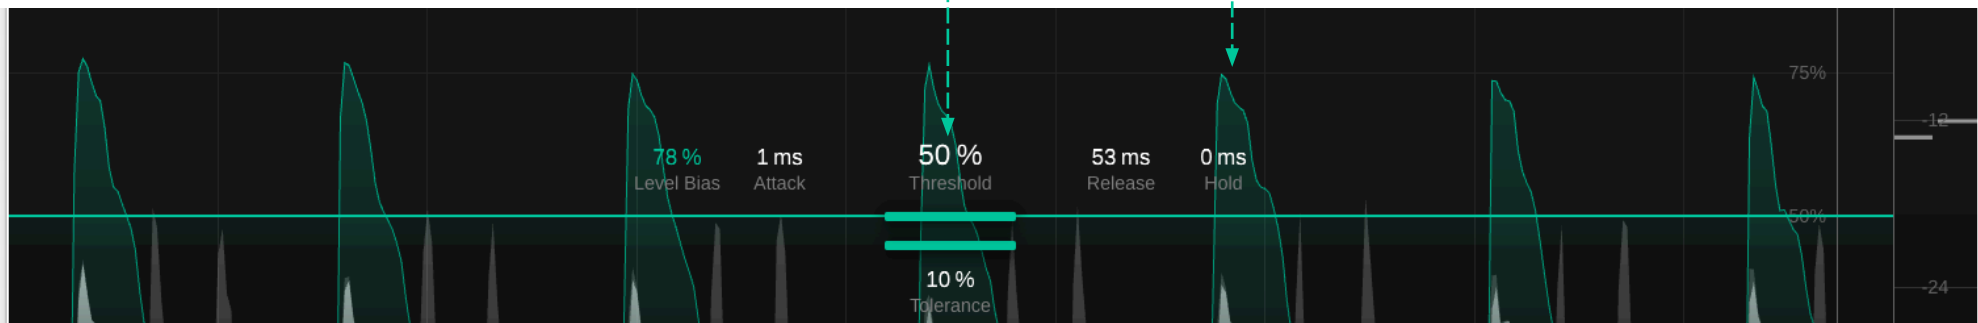 75%
-12
78 % 1 ms 50 % 53 ms 0 ms
Level Bias Attack Threshold Release Hold
50%
10 %
Tolerance
-24